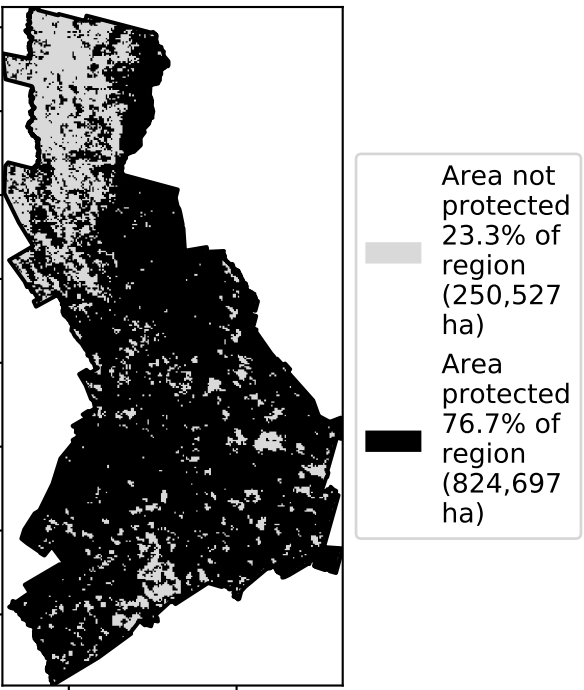 Area not
protected
23.3% of
region
(250,527
ha)
Area
protected
76.7% of
region
(824,697
ha)